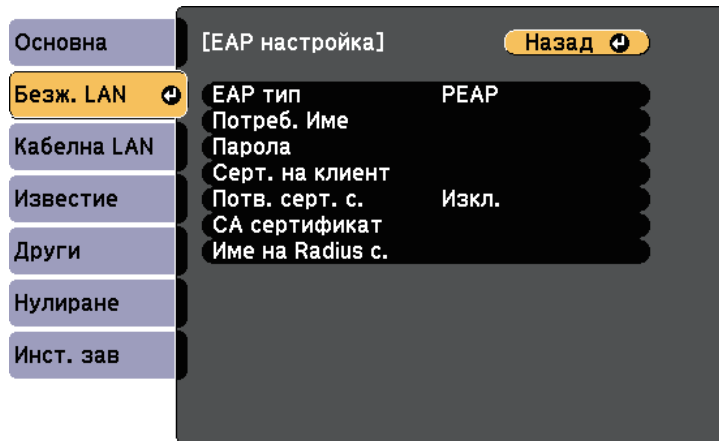 Основна
Безж. LAN
Кабелна LAN
Известие
Други
Нулиране
Инст. зав
[EAP настройка]
Назад
EAP тип PEAP
Потреб. Име
Парола
Серт. на клиент
Потв. серт. с. Изкл.
CA сертификат
Име на Radius с.